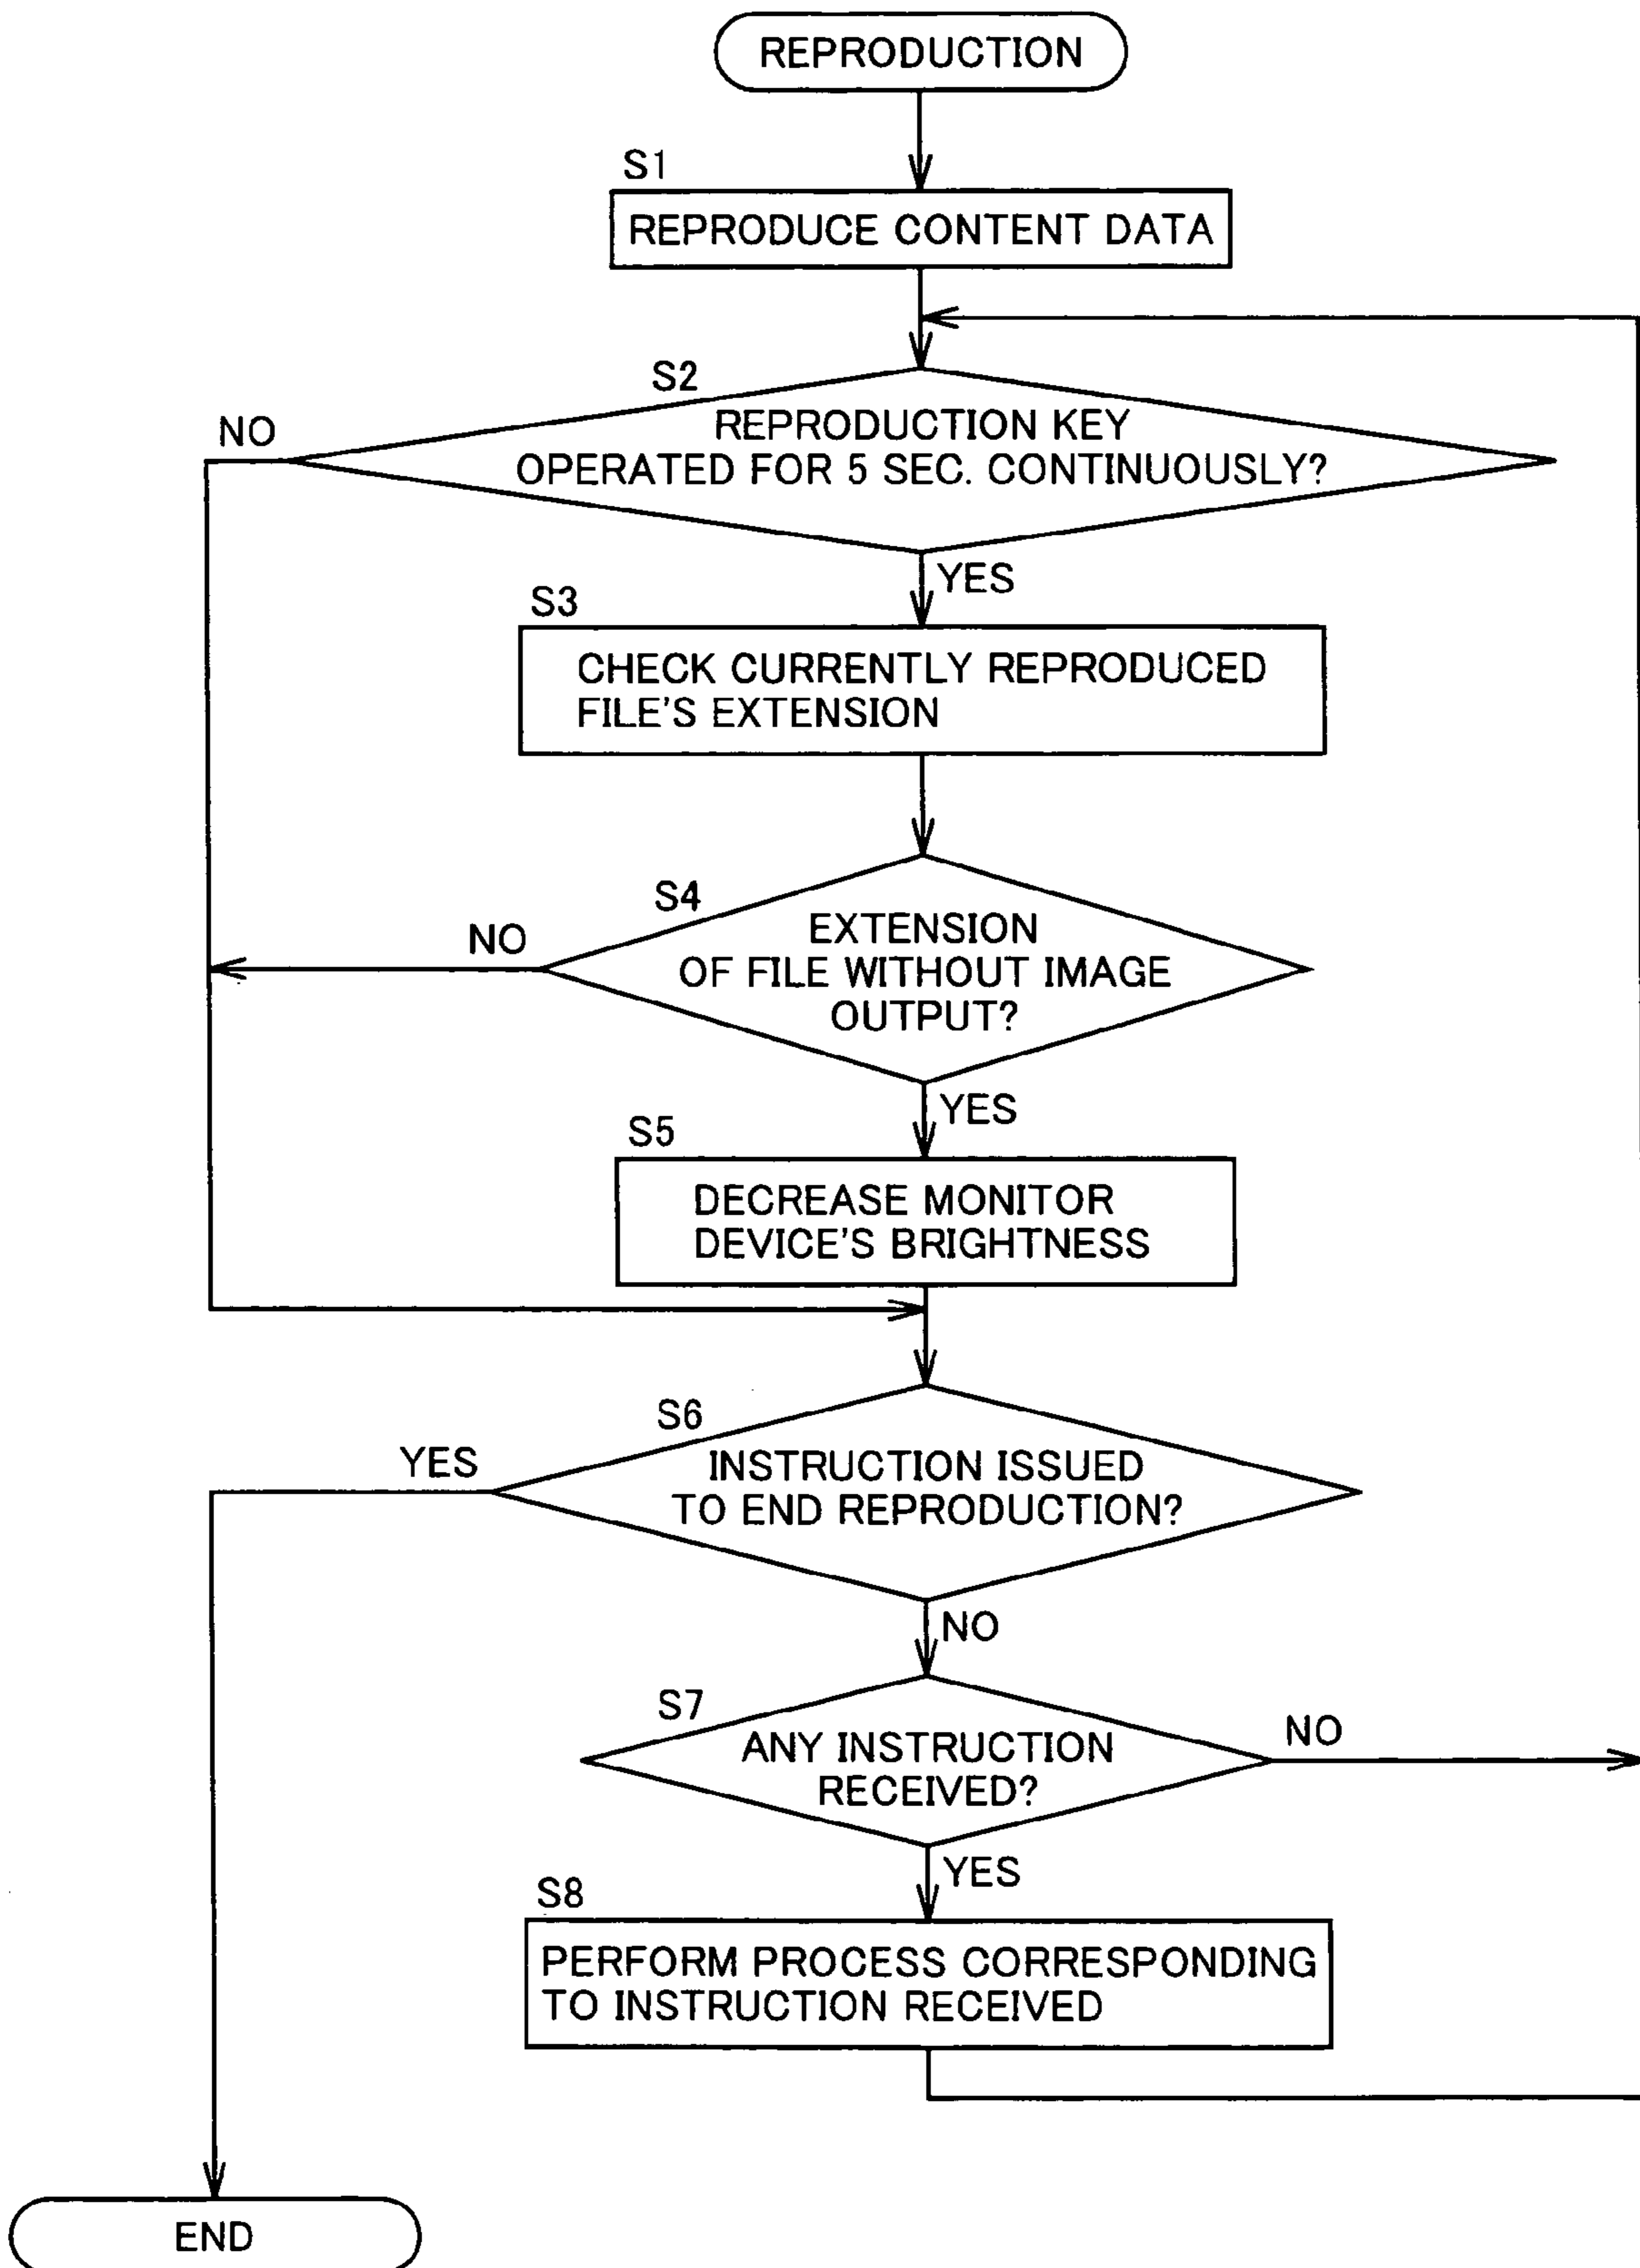 REPRODUCTION
S1
REPRODUCE CONTENT DATA
S2
NO
REPRODUCTION KEY
OPERATED FOR 5 SEC. CONTINUOUSLY?
YES
S3
CHECK CURRENTLY REPRODUCED
FILE'S EXTENSION
S4
NO
EXTENSION
OF FILE WITHOUT IMAGE
OUTPUT?
YES
S5
DECREASE MONITOR
DEVICE'S BRIGHTNESS
S6
YES
INSTRUCTION ISSUED
TO END REPRODUCTION?
NO
S7
NO
ANY INSTRUCTION
RECEIVED?
YES
S8
PERFORM PROCESS CORRESPONDING
TO INSTRUCTION RECEIVED
END